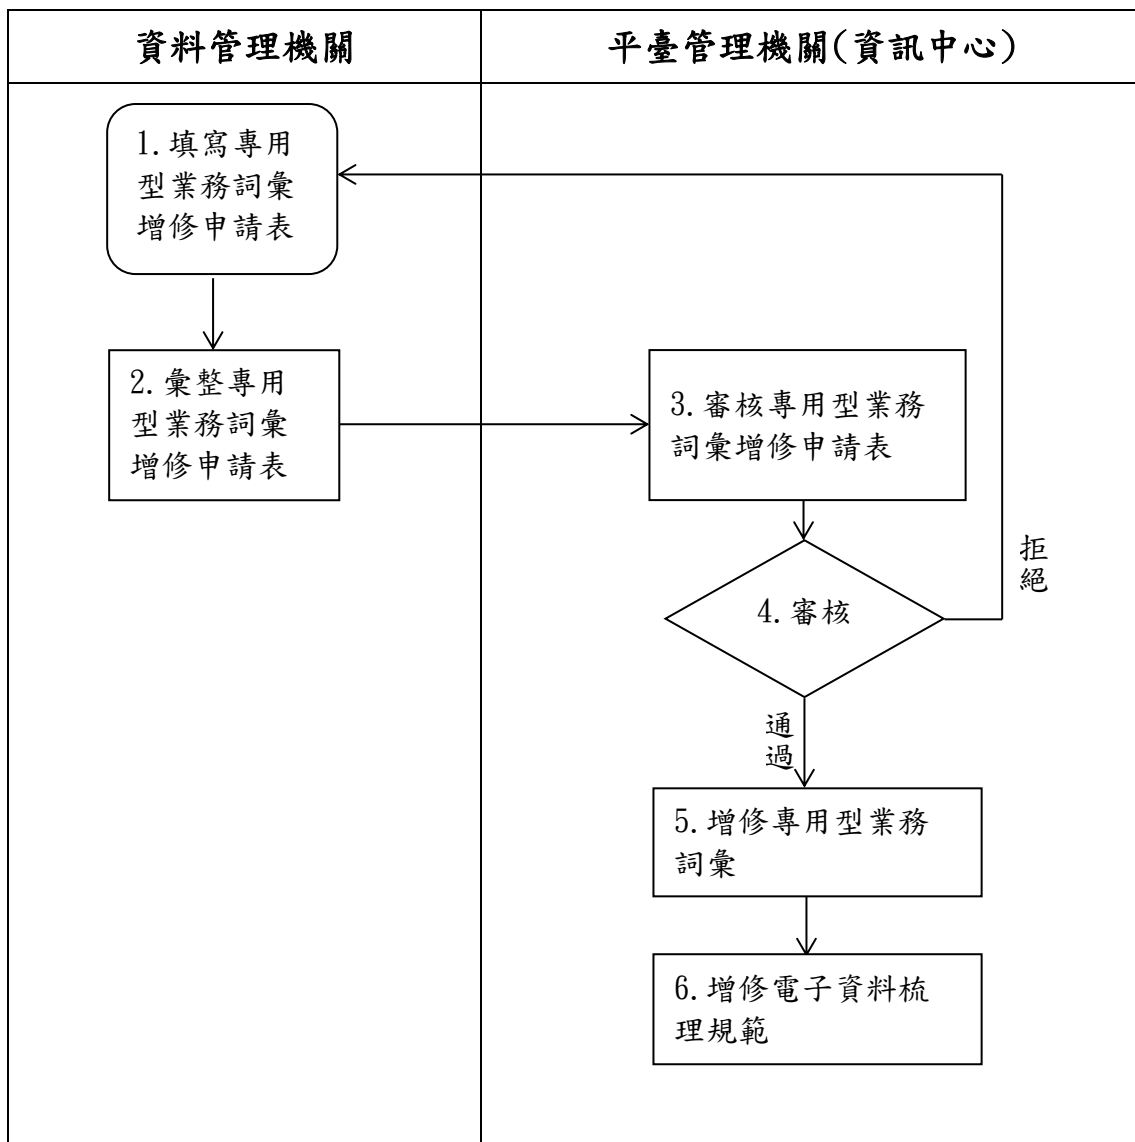 資料管理機關
平臺管理機關(資訊中心)
1.填寫專用
型業務詞彙
增修申請表
2.彙整專用
型業務詞彙
增修申請表
3.審核專用型業務
詞彙增修申請表
4.審核
拒
絕
通
過
5.增修專用型業務
詞彙
6.增修電子資料梳
理規範